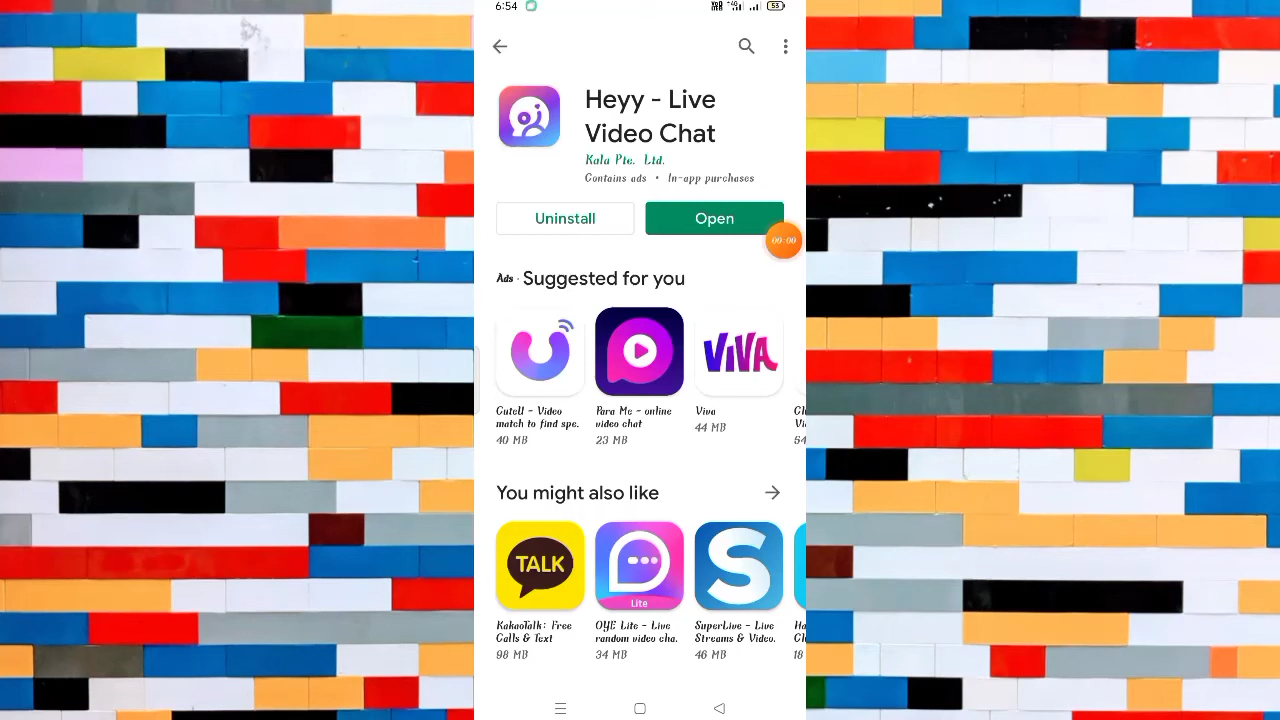 6:54
53
Heyy - Live
Video Chat
Kala Pte. Ltd.
Contains ads • In-app purchases
Uninstall
Open
00:00
Ads · Suggested for you
VIVA
CuteU - Video
match to find spe.
40 MB
Para Me - online
video chat
23 MB
Viva
44 MB
You might also like
TALK
Lite
S
KakaoTalk: Free
Calls & Text
98 MB
OYE Lite - Live
random video cha.
34 MB
SuperLive - Live
Streams & Video.
46 MB
18